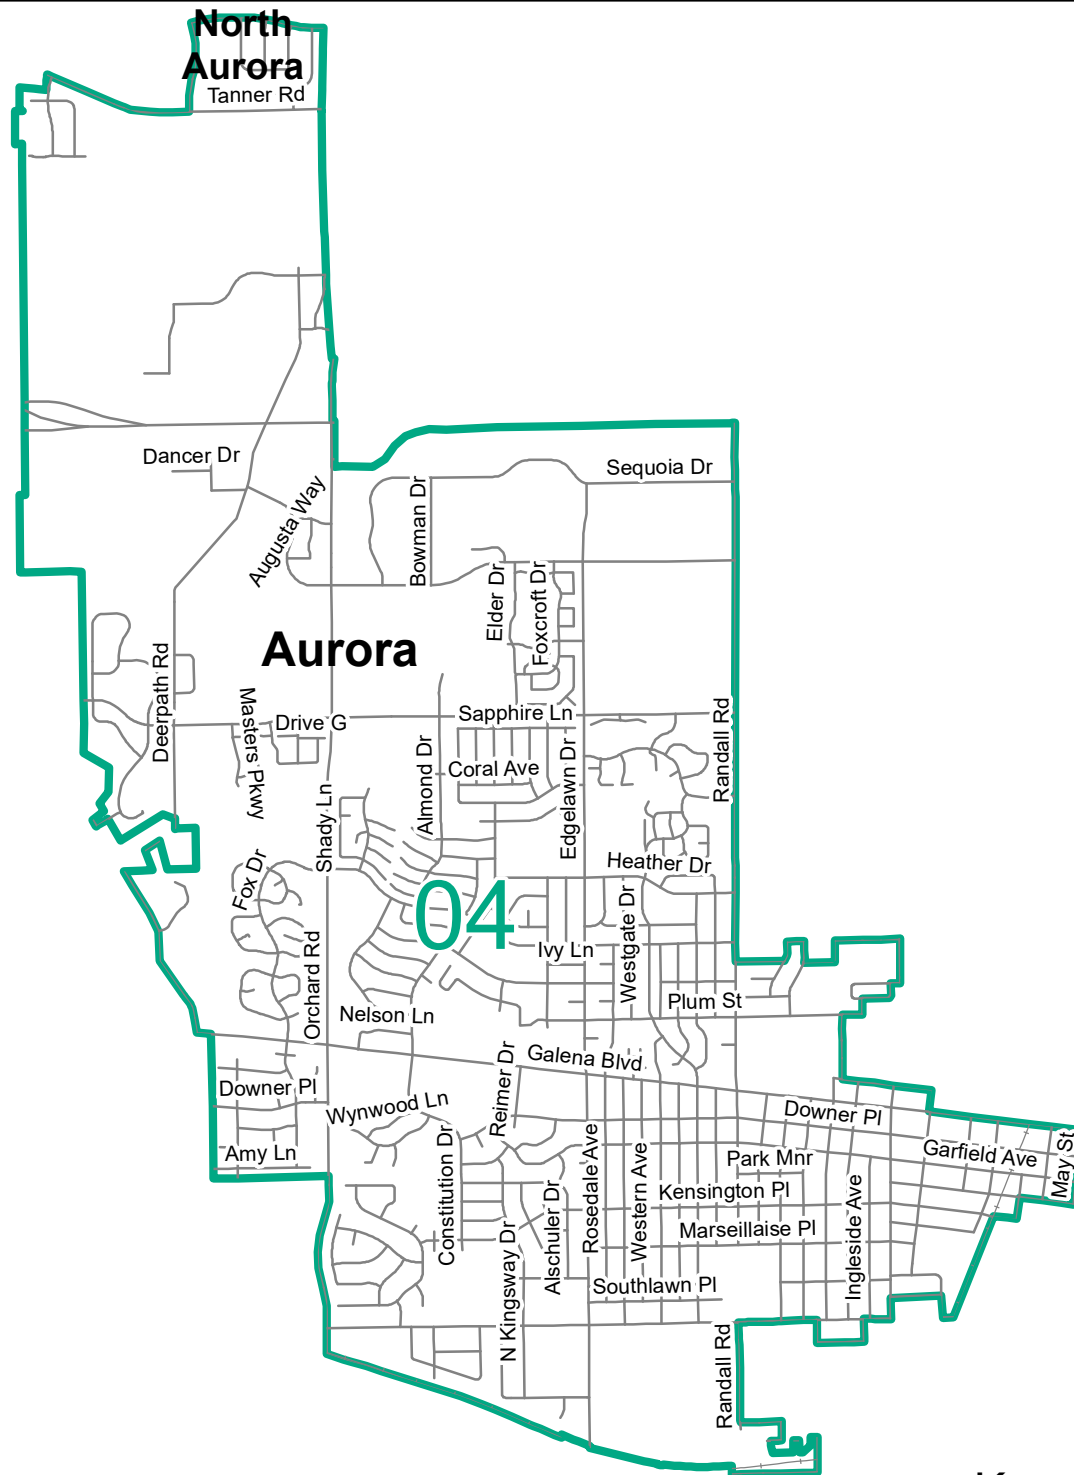 North
Aurora
Tanner Rd
Dancer Dr
Sequoia Dr
Augusta Way
Bowman Dr
Elder Dr
Foxcroft Dr
Aurora
Deerpath Rd
Masters Pkwy
Drive G
Sapphire Ln
Randall Rd
Almond Dr
Coral Ave
Edgelawn Dr
Shady Ln
Fox Dr
Heather Dr
04
Westgate Dr
Ivy Ln
Orchard Rd
Nelson Ln
Plum St
Galena Blvd
Reimer Dr
Downer Pl
Wynwood Ln
Downer Pl
Amy Ln
Constitution Dr
Rosedale Ave
Western Ave
Park Mnr
Garfield Ave
May St
Kensington Pl
Alschuler Dr
Marseillaise Pl
Ingleside Ave
N Kingsway Dr
Southlawn Pl
Randall Rd